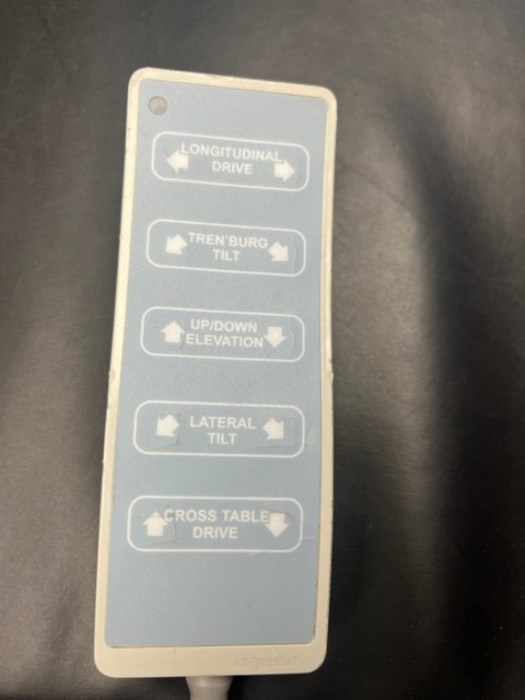 LONGITUDINAL
DRIVE
TREN'BURG
TILT
UP/DOWN
ELEVATION
LATERAL
TILT
CROSS TABLE
DRIVE